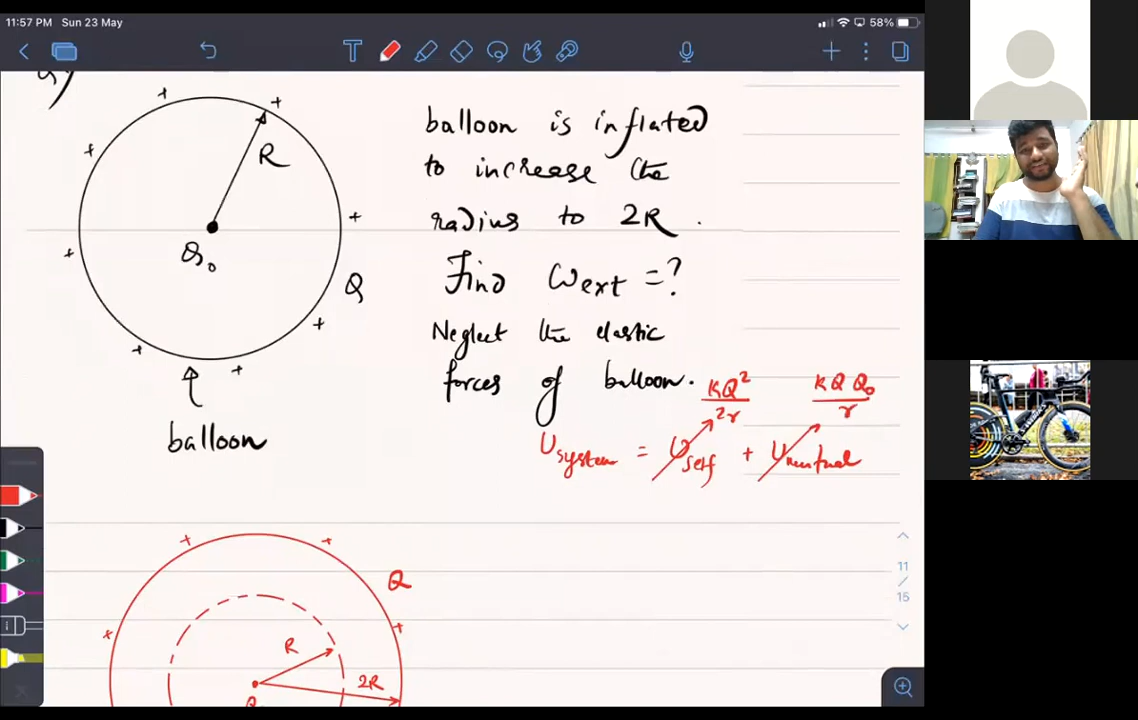 11:57 PM Sun 23 May
58%
T
R
Q₀
Q
balloon
balloon is inflated
to increase the
radius to 2R.
Find Wext = ?
Neglect the elastic
forces of balloon.
kQ²/2r kQQ₀/r
Usystem = Uself + Umutual
11
/
15
Q
R
2R